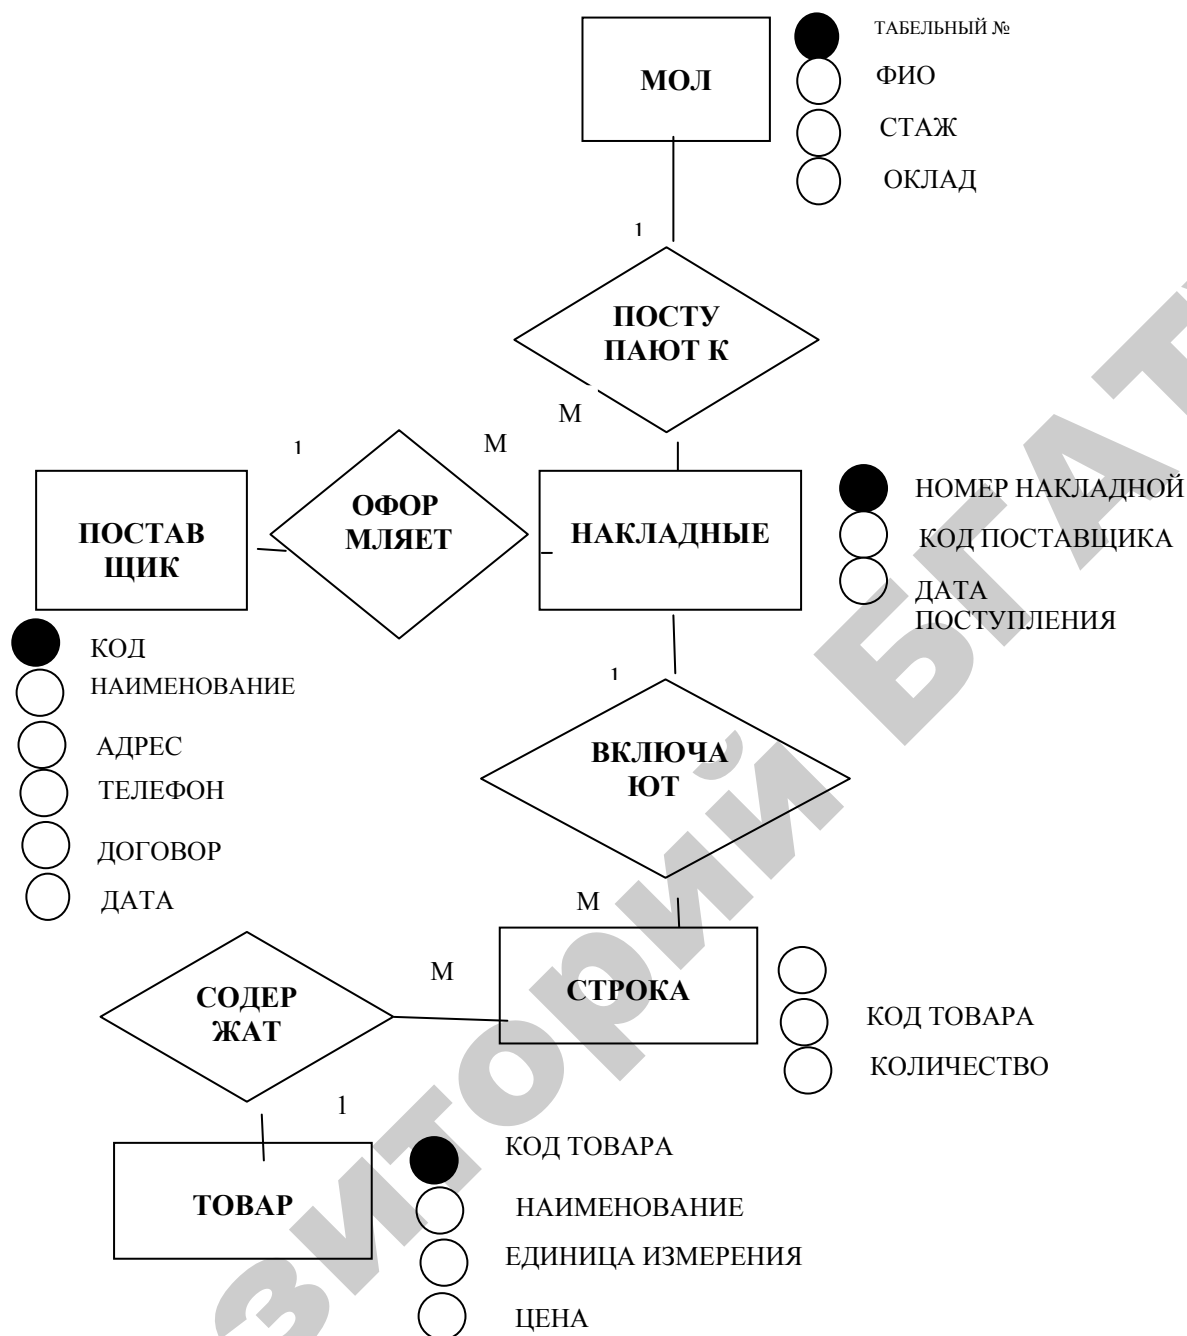 МОЛ
ТАБЕЛЬНЫЙ №
ФИО
СТАЖ
ОКЛАД
1
ПОСТУ
ПАЮТ К
М
1
М
ПОСТАВ
ЩИК
ОФОР
МЛЯЕТ
НАКЛАДНЫЕ
НОМЕР НАКЛАДНОЙ
КОД ПОСТАВЩИКА
ДАТА
ПОСТУПЛЕНИЯ
КОД
НАИМЕНОВАНИЕ
АДРЕС
ТЕЛЕФОН
ДОГОВОР
ДАТА
1
ВКЛЮЧА
ЮТ
М
СОДЕР
ЖАТ
М
СТРОКА
КОД ТОВАРА
КОЛИЧЕСТВО
1
ТОВАР
КОД ТОВАРА
НАИМЕНОВАНИЕ
ЕДИНИЦА ИЗМЕРЕНИЯ
ЦЕНА
зиторий БГАТ